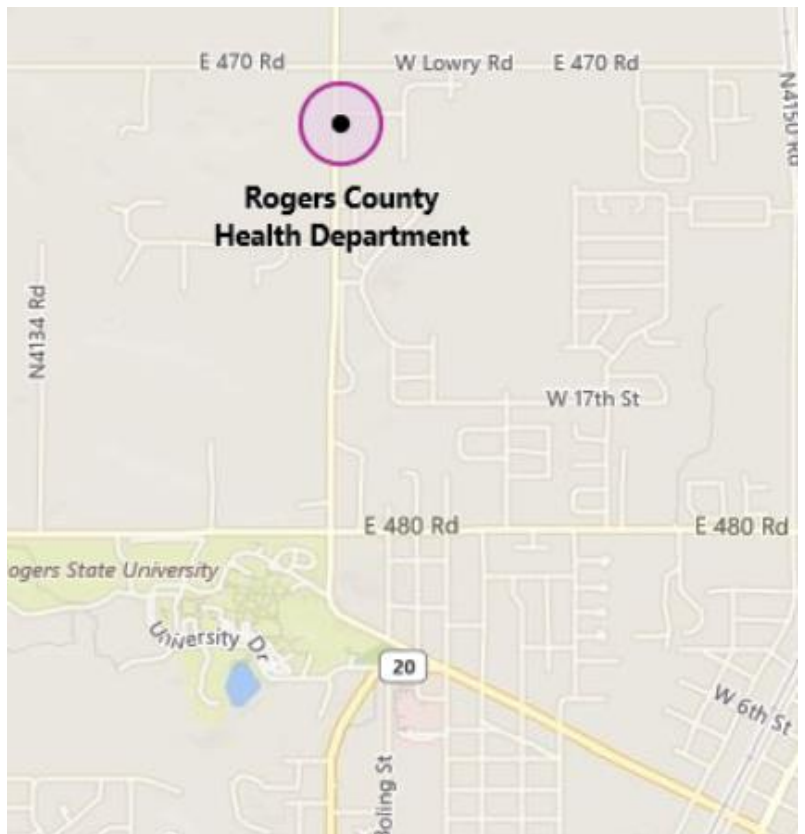 E 470 Rd
W Lowry Rd
E 470 Rd
N4150 Rd
Rogers County
Health Department
N4134 Rd
W 17th St
E 480 Rd
E 480 Rd
ogers State University
University Dr
20
W 6th St
Boling St